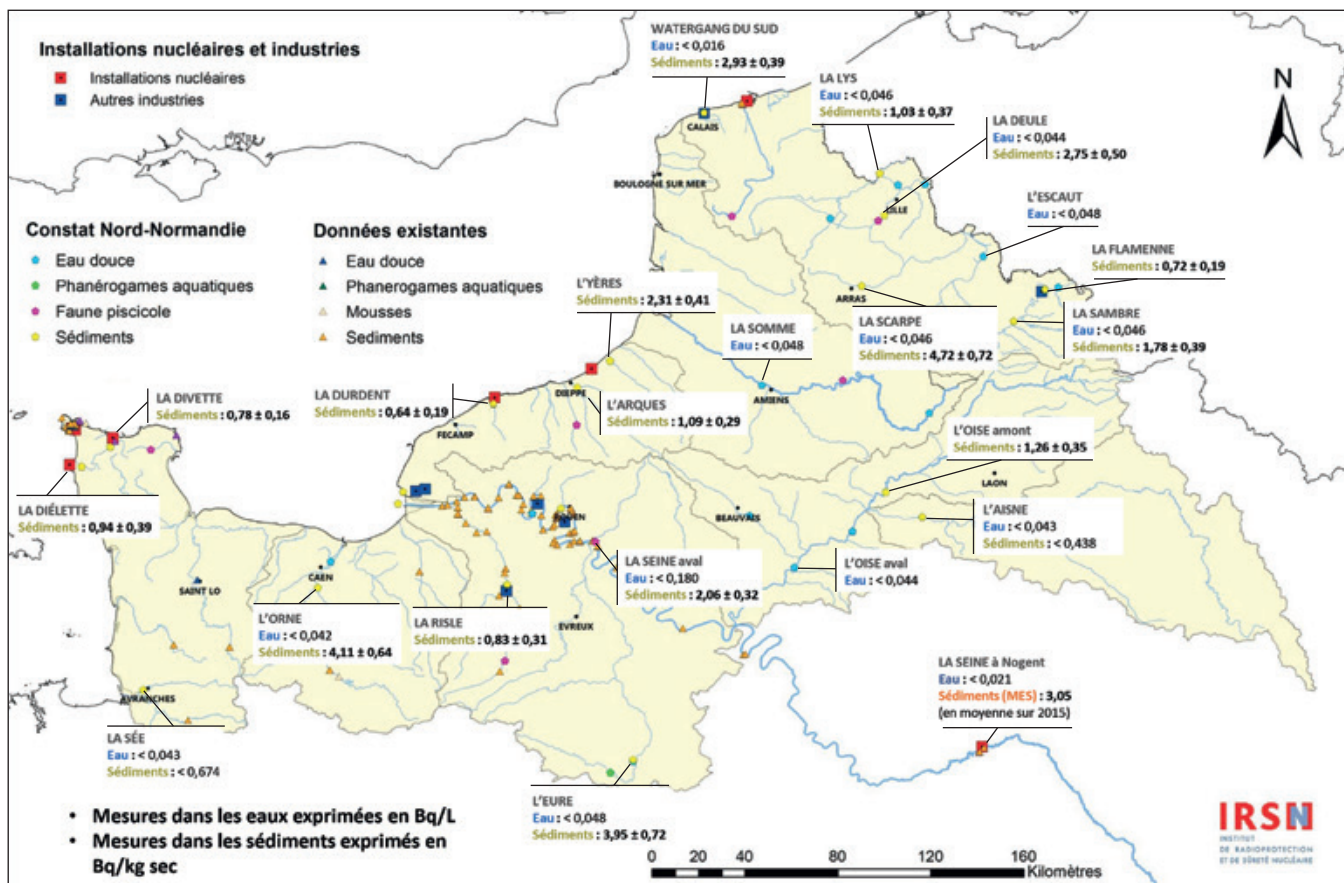 Installations nucléaires et industries
Installations nucléaires
Autres industries
WATERGANG DU SUD
Eau : < 0,016
Sédiments : 2,93 ± 0,39
LA LYS
Eau : < 0,046
Sédiments : 1,03 ± 0,37
LA DEULE
Eau : < 0,044
Sédiments : 2,75 ± 0,50
N
CALAIS
BOULOGNE SUR MER
LILLE
L'ESCAUT
Eau : < 0,048
LA FLAMENNE
Sédiments : 0,72 ± 0,19
Constat Nord-Normandie
Eau douce
Phanérogames aquatiques
Faune piscicole
Sédiments
Données existantes
Eau douce
Phanerogames aquatiques
Mousses
Sediments
L'YÈRES
Sédiments : 2,31 ± 0,41
ARRAS
LA SOMME
Eau : < 0,048
LA SCARPE
Eau : < 0,046
Sédiments : 4,72 ± 0,72
LA SAMBRE
Eau : < 0,046
Sédiments : 1,78 ± 0,39
LA DIVETTE
Sédiments : 0,78 ± 0,16
LA DURDENT
Sédiments : 0,64 ± 0,19
DIEPPE
FECAMP
L'ARQUES
Sédiments : 1,09 ± 0,29
AMIENS
L'OISE amont
Sédiments : 1,26 ± 0,35
LAON
LA DIÉLETTE
Sédiments : 0,94 ± 0,39
ROUEN
BEAUVAIS
L'AISNE
Eau : < 0,043
Sédiments : < 0,438
LA SEINE aval
Eau : < 0,180
Sédiments : 2,06 ± 0,32
L'OISE aval
Eau : < 0,044
SAINT LO
CAEN
L'ORNE
Eau : < 0,042
Sédiments : 4,11 ± 0,64
LA RISLE
Sédiments : 0,83 ± 0,31
EVREUX
AVRANCHES
LA SÉE
Eau : < 0,043
Sédiments : < 0,674
LA SEINE à Nogent
Eau : < 0,021
Sédiments (MES) : 3,05
(en moyenne sur 2015)
L'EURE
Eau : < 0,048
Sédiments : 3,95 ± 0,72
• Mesures dans les eaux exprimées en Bq/L
• Mesures dans les sédiments exprimés en
Bq/kg sec
0 20 40 80 120 160
Kilomètres
IRSN
INSTITUT
DE RADIOPROTECTION
ET DE SÛRETÉ NUCLÉAIRE